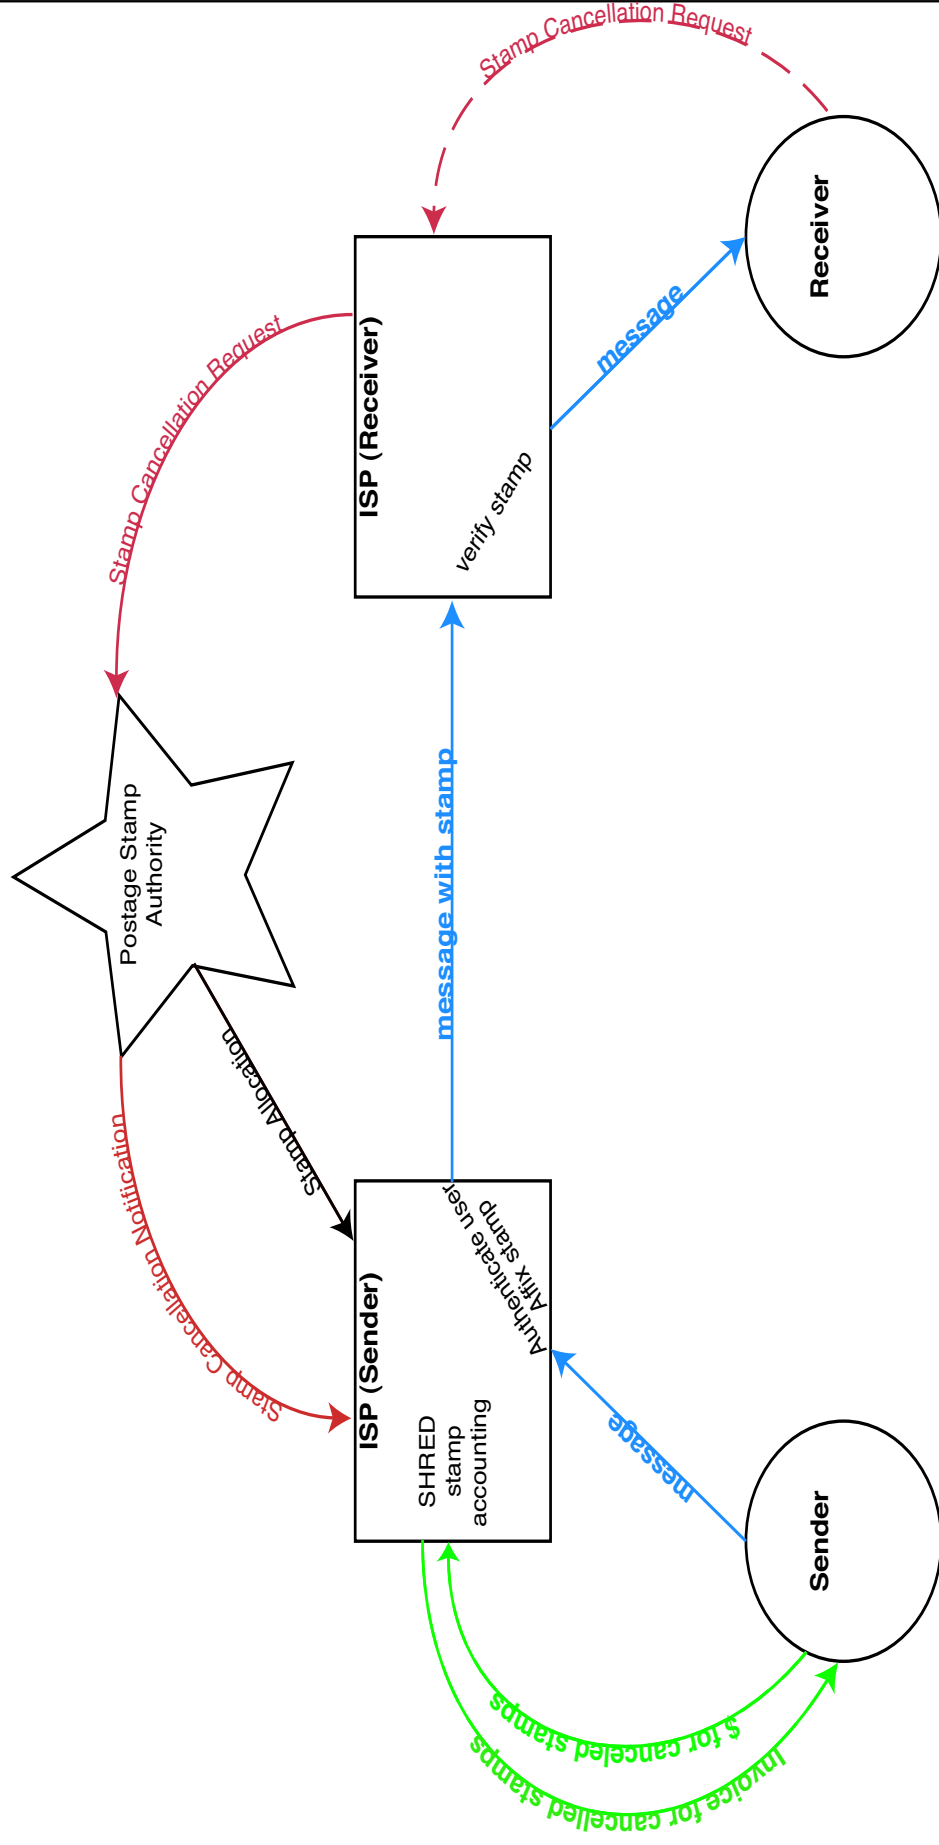 Postage Stamp
Authority
Stamp Cancellation Notification
Stamp Cancellation Request
Stamp Cancellation Request
Stamp Allocation
ISP (Sender)
SHRED
stamp
accounting
Authenticate user
Affix stamp
message with stamp
ISP (Receiver)
verify stamp
message
message
Invoice for cancelled stamps
$ for canceled stamps
Sender
Receiver